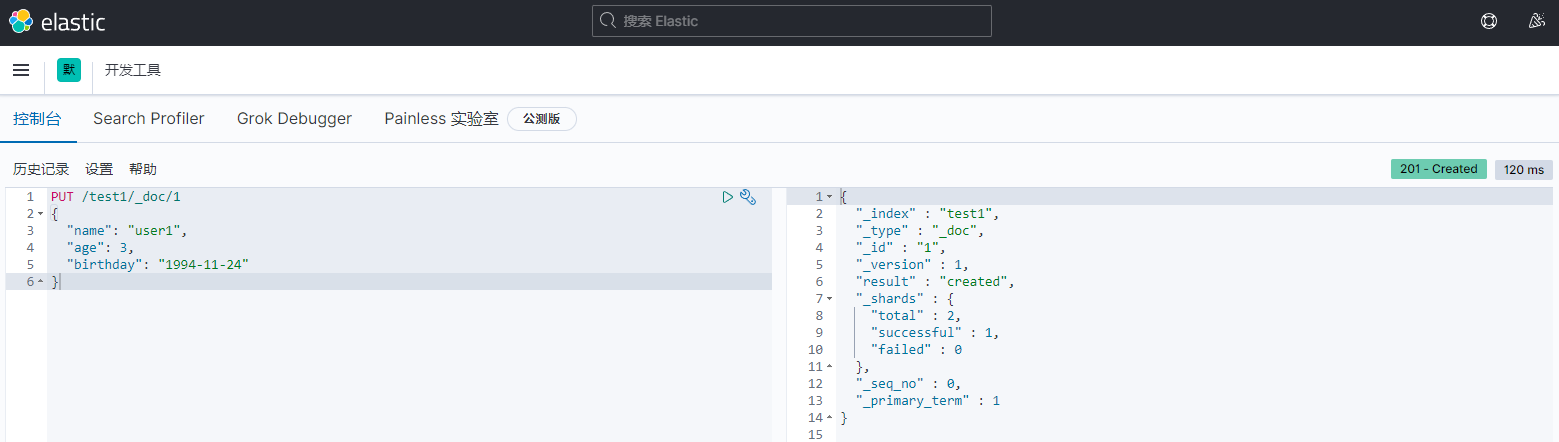 elastic
搜索 Elastic
默
开发工具
控制台 Search Profiler Grok Debugger Painless 实验室 公测版
历史记录 设置 帮助
201 - Created 120 ms
1 PUT /test1/_doc/1
2 {
3 "name": "user1",
4 "age": 3,
5 "birthday": "1994-11-24"
6 }
1 {
2 "_index" : "test1",
3 "_type" : "_doc",
4 "_id" : "1",
5 "_version" : 1,
6 "result" : "created",
7 "_shards" : {
8 "total" : 2,
9 "successful" : 1,
10 "failed" : 0
11 },
12 "_seq_no" : 0,
13 "_primary_term" : 1
14 }
15